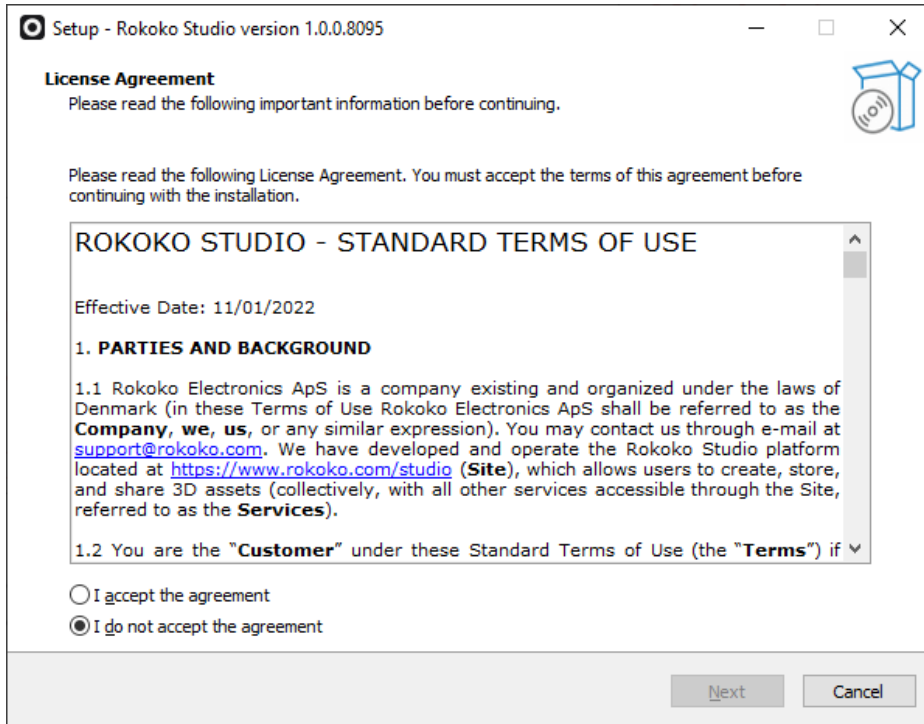 Setup - Rokoko Studio version 1.0.0.8095
License Agreement
Please read the following important information before continuing.
Please read the following License Agreement. You must accept the terms of this agreement before
continuing with the installation.
ROKOKO STUDIO - STANDARD TERMS OF USE
Effective Date: 11/01/2022
1. PARTIES AND BACKGROUND
1.1 Rokoko Electronics ApS is a company existing and organized under the laws of
Denmark (in these Terms of Use Rokoko Electronics ApS shall be referred to as the
Company, we, us, or any similar expression). You may contact us through e-mail at
support@rokoko.com. We have developed and operate the Rokoko Studio platform
located at https://www.rokoko.com/studio (Site), which allows users to create, store,
and share 3D assets (collectively, with all other services accessible through the Site,
referred to as the Services).
1.2 You are the “Customer” under these Standard Terms of Use (the “Terms”) if
I accept the agreement
I do not accept the agreement
Next
Cancel